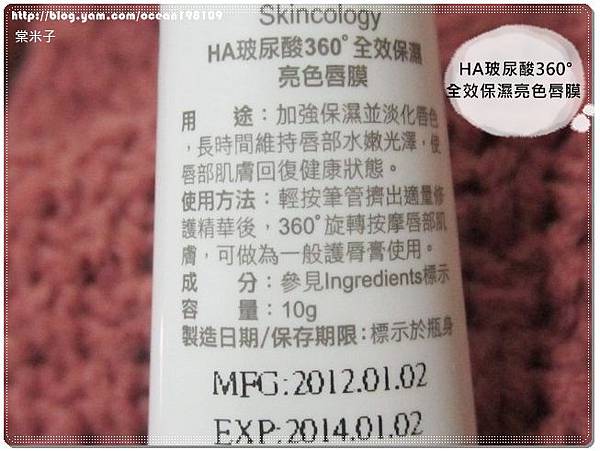 http://blog.yam.com/ocean198109
棠米子
Skincology
HA玻尿酸360°全效保濕
亮色唇膜
HA玻尿酸360°
全效保濕亮色唇膜
用　　途：加強保濕並淡化唇色
，長時間維持唇部水嫩光澤，使
唇部肌膚回復健康狀態。
使用方法：輕按筆管擠出適量修
護精華後，360°旋轉按摩唇部肌
膚，可做為一般護脣膏使用。
成　　分：參見Ingredients標示
容　　量：10g
製造日期/保存期限：標示於瓶身
MFG:2012.01.02
EXP:2014.01.02